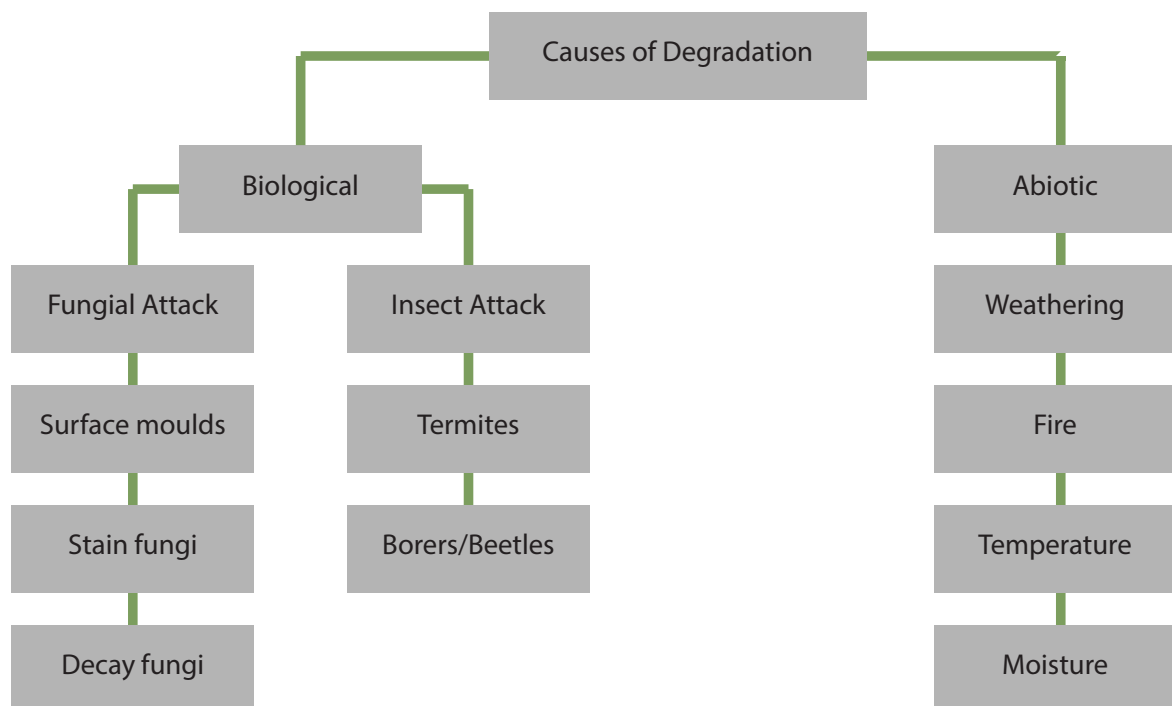 Causes of Degradation
Biological
Abiotic
Fungial Attack
Insect Attack
Weathering
Surface moulds
Termites
Fire
Stain fungi
Borers/Beetles
Temperature
Decay fungi
Moisture